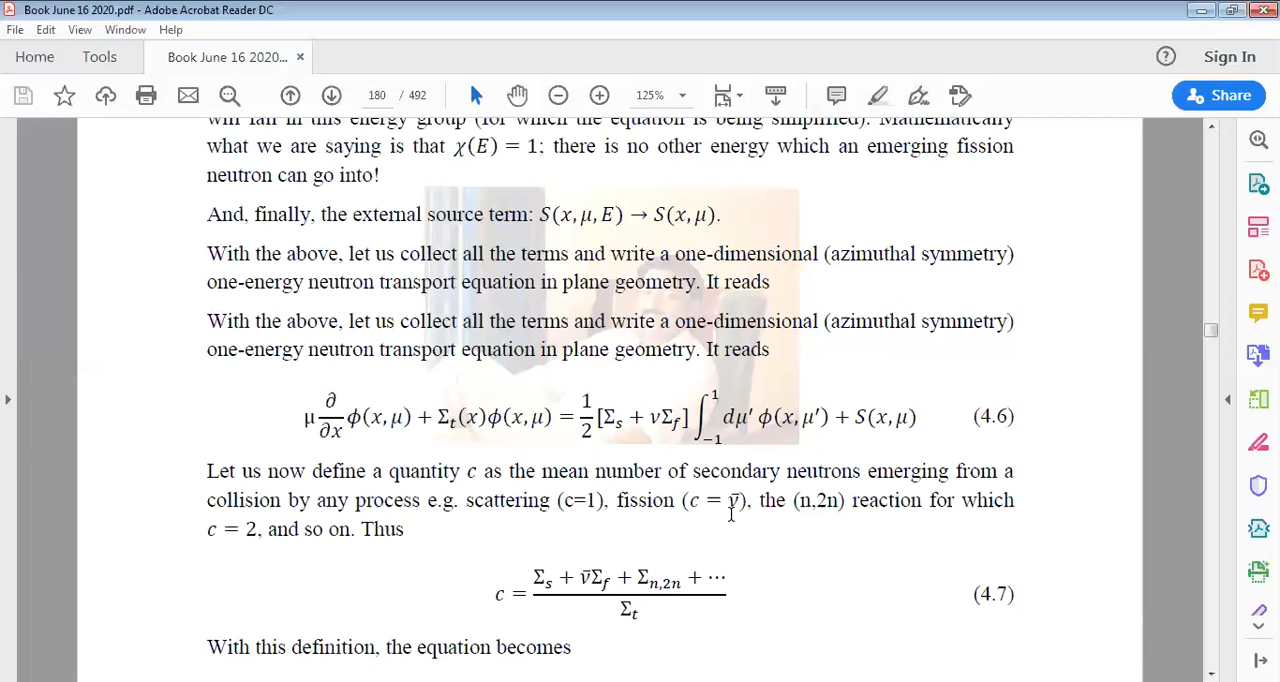 Book June 16 2020.pdf - Adobe Acrobat Reader DC
File Edit View Window Help
Home Tools Book June 16 2020... × Sign In
180 / 492 125% Share
will fall in this energy group (for which the equation is being simplified). Mathematically
what we are saying is that χ(E) = 1; there is no other energy which an emerging fission
neutron can go into!
And, finally, the external source term: S(x, μ, E) → S(x, μ).
With the above, let us collect all the terms and write a one-dimensional (azimuthal symmetry)
one-energy neutron transport equation in plane geometry. It reads
With the above, let us collect all the terms and write a one-dimensional (azimuthal symmetry)
one-energy neutron transport equation in plane geometry. It reads
μ ∂/∂x ϕ(x, μ) + Σₜ(x)ϕ(x, μ) = 1/2 [Σₛ + νΣ_f] ∫₋₁¹ dμ′ ϕ(x, μ′) + S(x, μ) (4.6)
Let us now define a quantity c as the mean number of secondary neutrons emerging from a
collision by any process e.g. scattering (c=1), fission (c = ν̄), the (n,2n) reaction for which
c = 2, and so on. Thus
c = (Σₛ + ν̄Σ_f + Σ_{n,2n} + ⋯)/Σₜ (4.7)
With this definition, the equation becomes